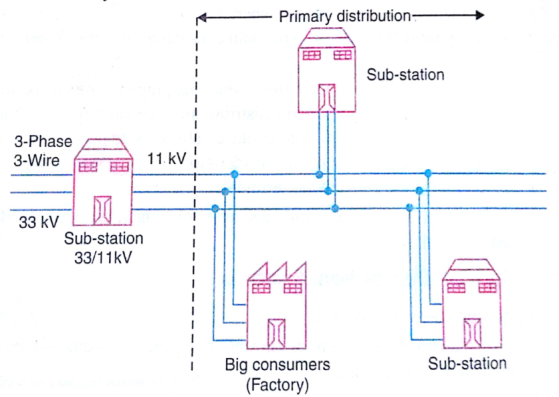 Primary distribution
Sub-station
3-Phase
3-Wire
11 kV
33 kV
Sub-station
33/11kV
Big consumers
(Factory)
Sub-station